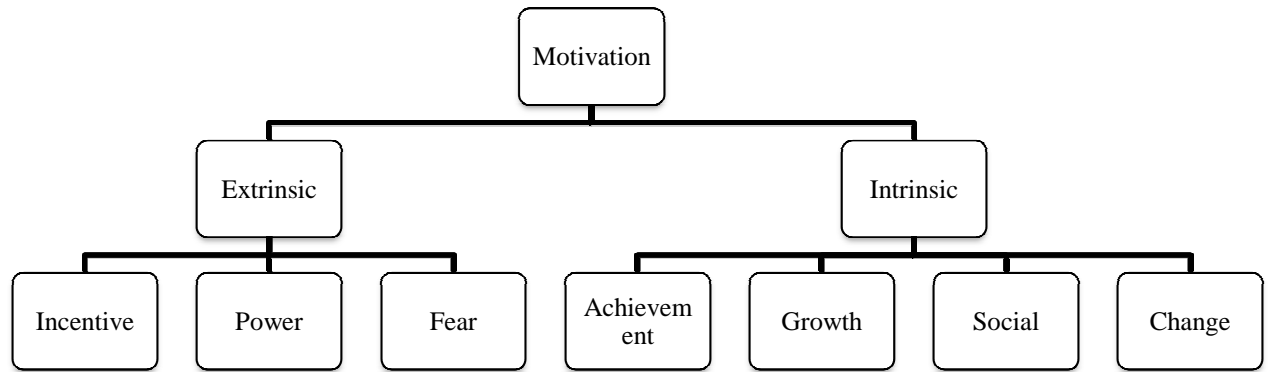 Motivation
Extrinsic
Intrinsic
Incentive
Power
Fear
Achievem
ent
Growth
Social
Change